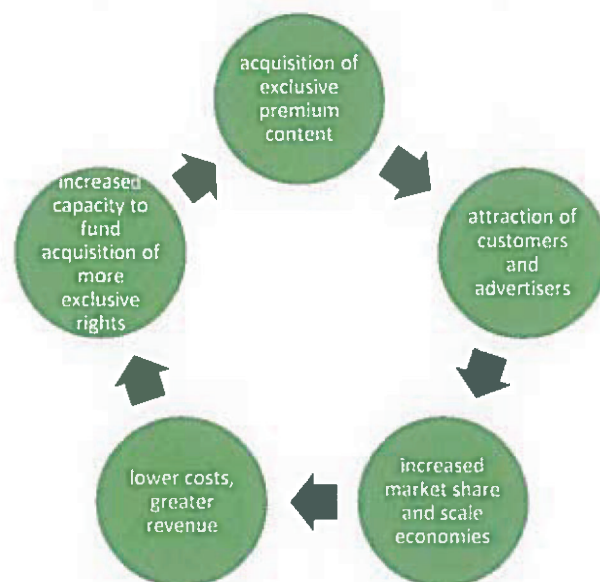 acquisition of
exclusive
premium
content
attraction of
customers
and
advertisers
increased
market share
and scale
economies
lower costs,
greater
revenue
increased
capacity to
fund
acquisition of
more
exclusive
rights